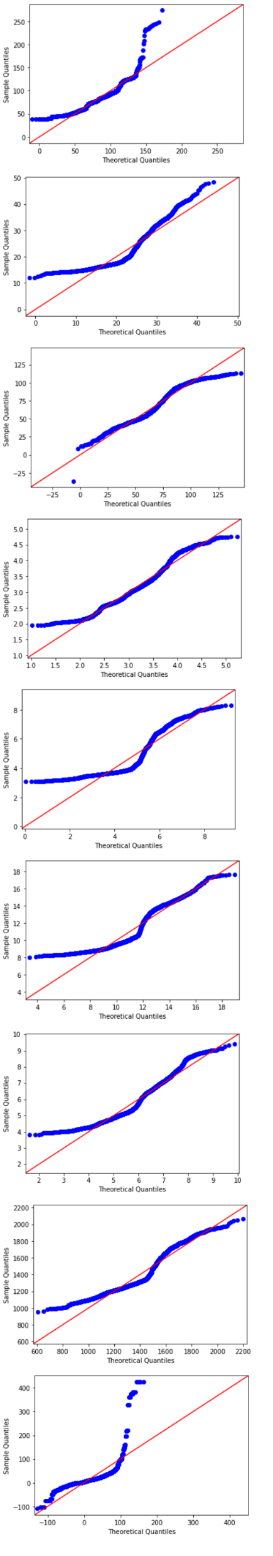 250
200
150
100
50
0
Sample Quantiles
0 50 100 150 200 250
Theoretical Quantiles
50
40
30
20
10
0
Sample Quantiles
0 10 20 30 40 50
Theoretical Quantiles
125
100
75
50
25
0
−25
Sample Quantiles
−25 0 25 50 75 100 125
Theoretical Quantiles
5.0
4.5
4.0
3.5
3.0
2.5
2.0
1.5
1.0
Sample Quantiles
1.0 1.5 2.0 2.5 3.0 3.5 4.0 4.5 5.0
Theoretical Quantiles
8
6
4
2
0
Sample Quantiles
0 2 4 6 8
Theoretical Quantiles
18
16
14
12
10
8
6
4
Sample Quantiles
4 6 8 10 12 14 16 18
Theoretical Quantiles
10
9
8
7
6
5
4
3
2
Sample Quantiles
2 3 4 5 6 7 8 9 10
Theoretical Quantiles
2200
2000
1800
1600
1400
1200
1000
800
600
Sample Quantiles
600 800 1000 1200 1400 1600 1800 2000 2200
Theoretical Quantiles
400
300
200
100
0
−100
Sample Quantiles
−100 0 100 200 300 400
Theoretical Quantiles